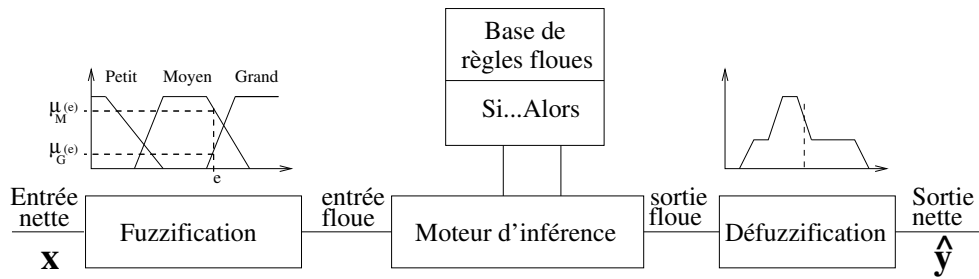 Base de
règles floues
Si...Alors
Petit Moyen Grand
μM(e)
μG(e)
e
Entrée
nette
x
Fuzzification
entrée
floue
Moteur d'inférence
sortie
floue
Défuzzification
Sortie
nette
ŷ